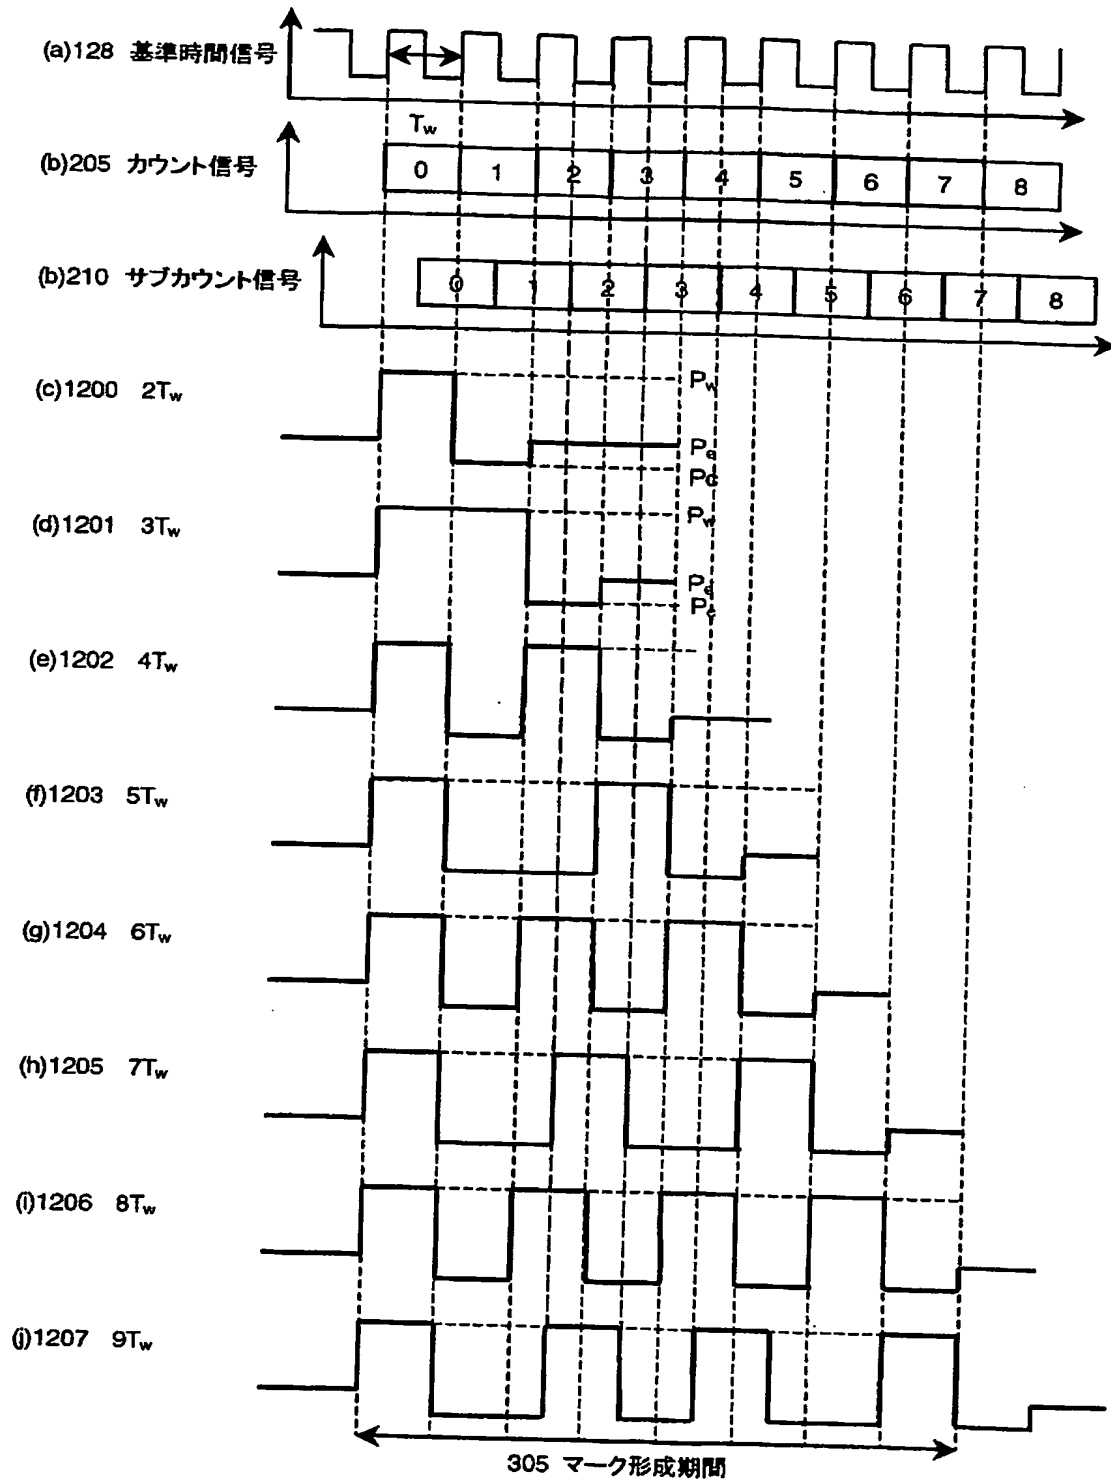 (a)128 基準時間信号
Tw
(b)205 カウント信号
0 1 2 3 4 5 6 7 8
(b)210 サブカウント信号
0 1 2 3 4 5 6 7 8
(c)1200 2Tw
Pw
Pe
Pc
(d)1201 3Tw
Pw
Pe
Pc
(e)1202 4Tw
(f)1203 5Tw
(g)1204 6Tw
(h)1205 7Tw
(i)1206 8Tw
(j)1207 9Tw
305 マーク形成期間